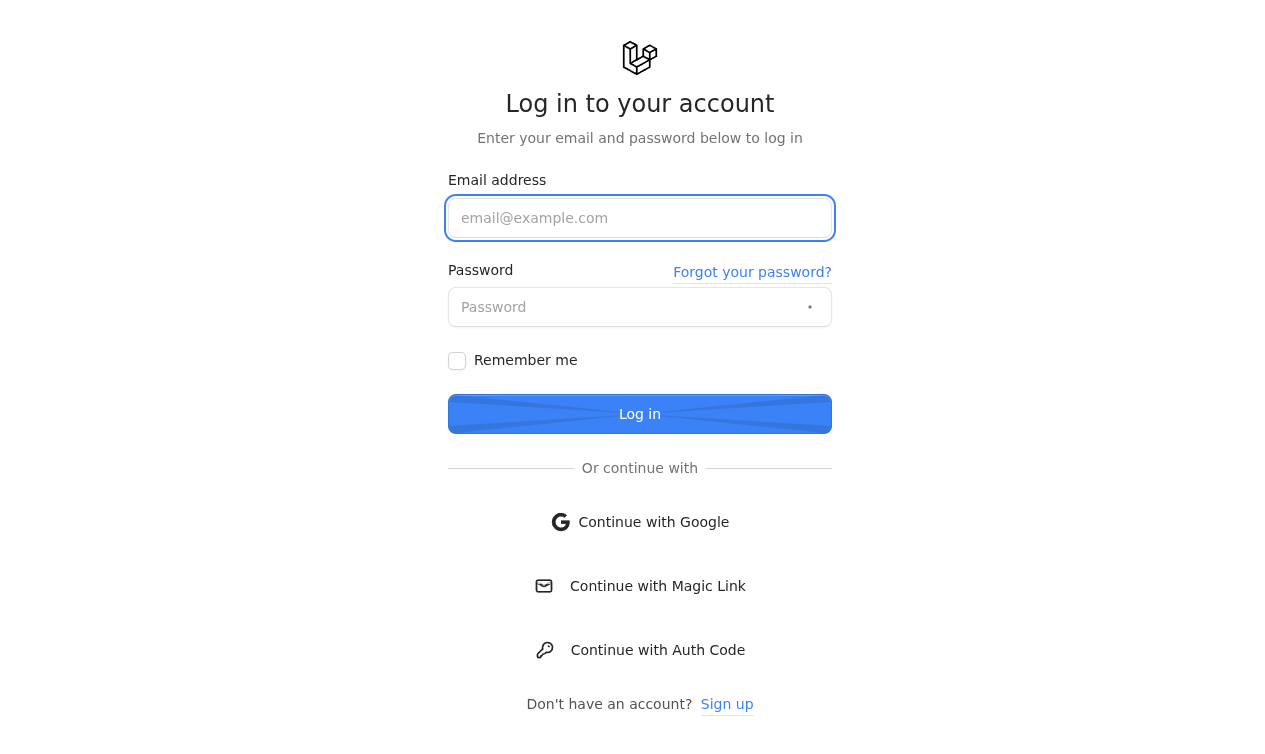 Log in to your account
Enter your email and password below to log in
Email address
email@example.com
Password
Forgot your password?
Password
Remember me
Log in
Or continue with
Continue with Google
Continue with Magic Link
Continue with Auth Code
Don't have an account? Sign up